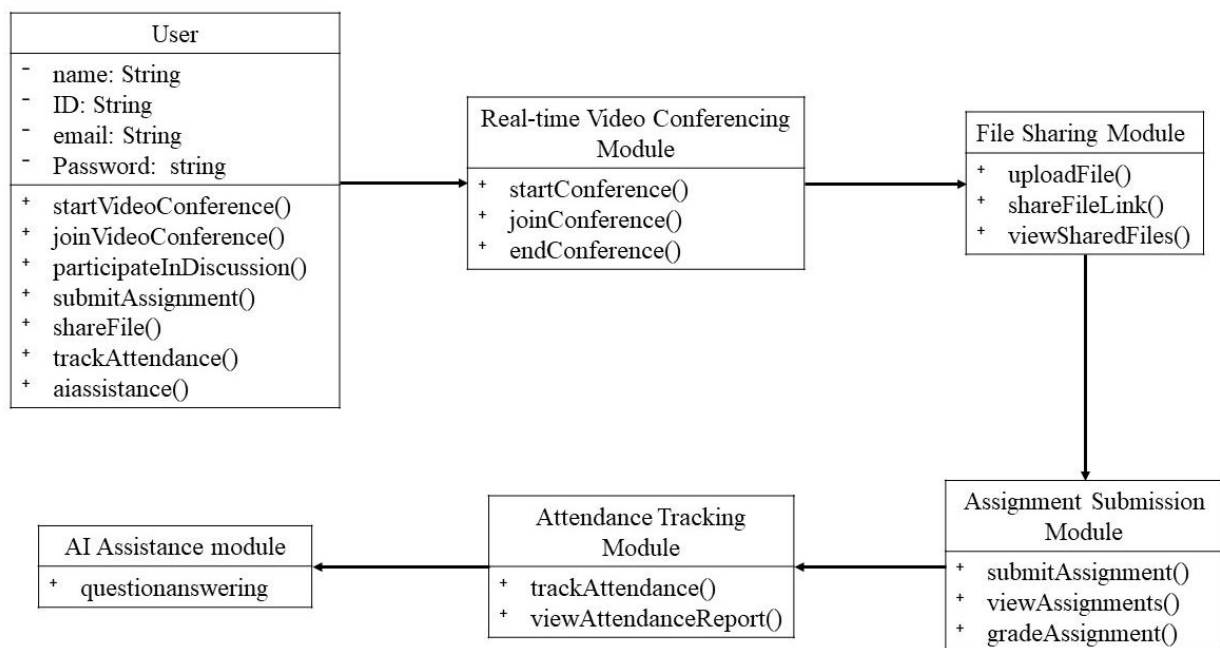 User
- name: String
- ID: String
- email: String
- Password: string
+ startVideoConference()
+ joinVideoConference()
+ participateInDiscussion()
+ submitAssignment()
+ shareFile()
+ trackAttendance()
+ aiassistance()
Real-time Video Conferencing
Module
+ startConference()
+ joinConference()
+ endConference()
File Sharing Module
+ uploadFile()
+ shareFileLink()
+ viewSharedFiles()
Assignment Submission
Module
+ submitAssignment()
+ viewAssignments()
+ gradeAssignment()
Attendance Tracking
Module
+ trackAttendance()
+ viewAttendanceReport()
AI Assistance module
+ questionanswering